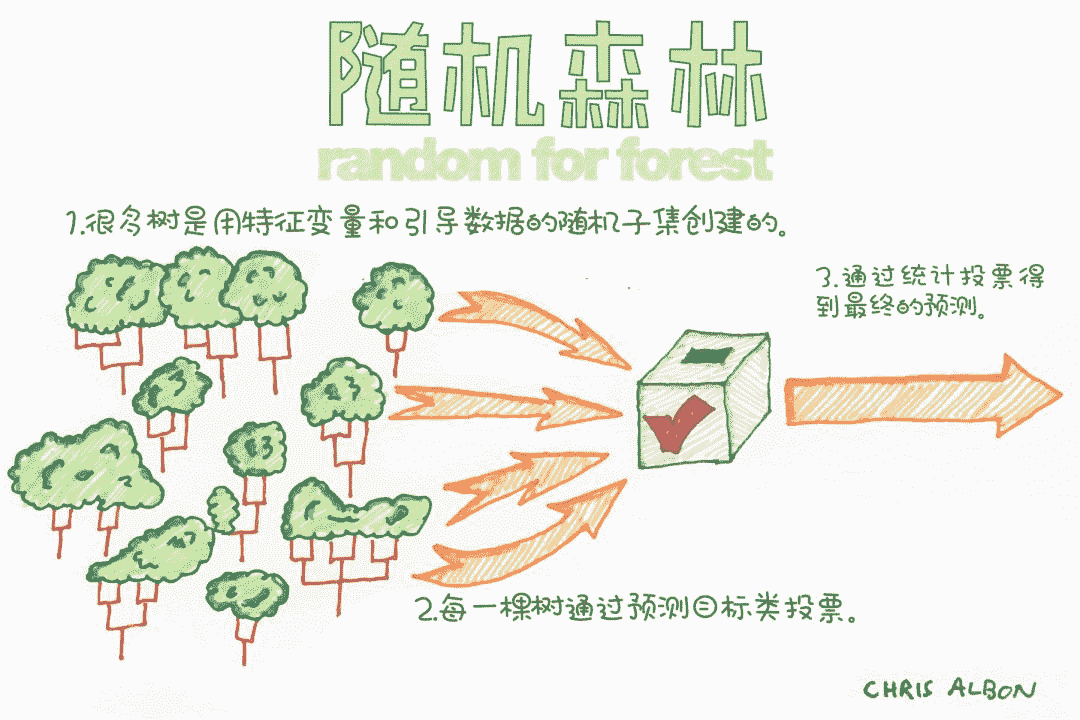 随机森林
random for forest
1.很多树是用特征变量和引导数据的随机子集创建的。
3.通过统计投票得
到最终的预测。
2.每一棵树通过预测目标类投票。
CHRIS ALBON